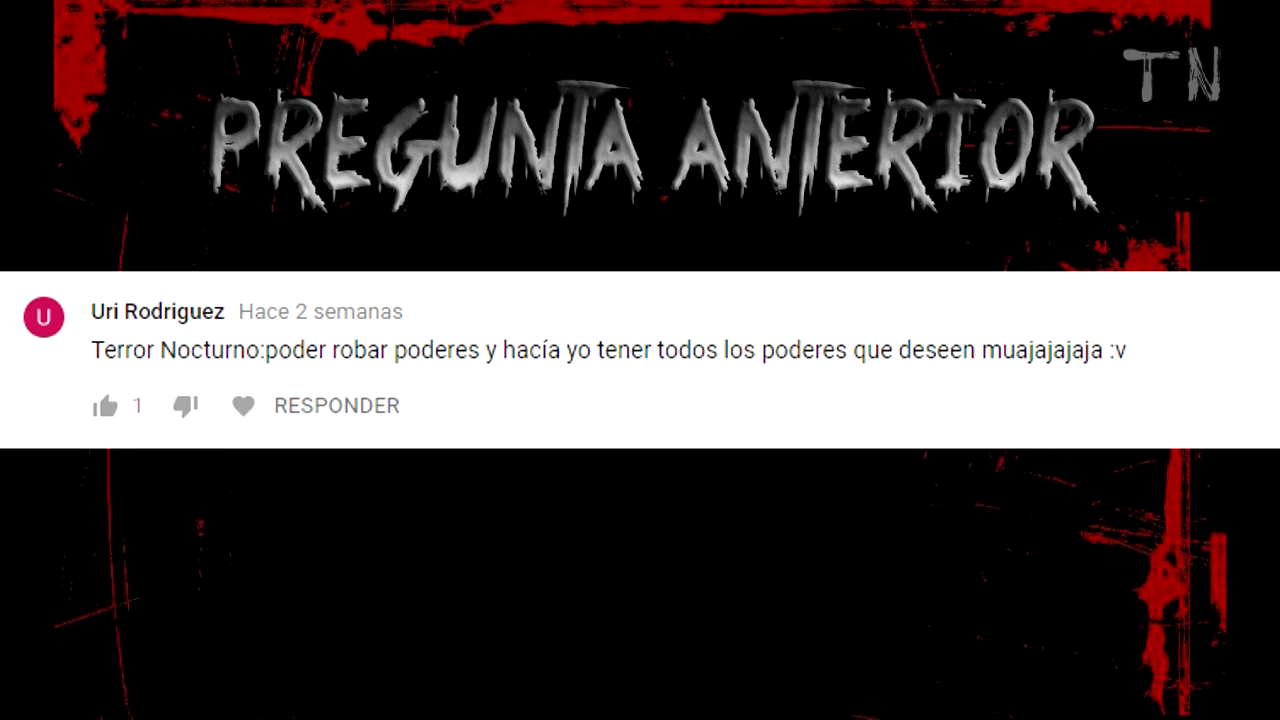 TN
PREGUNTA ANTERIOR
U
Uri Rodriguez Hace 2 semanas
Terror Nocturno:poder robar poderes y hacía yo tener todos los poderes que deseen muajajajaja :v
1 RESPONDER